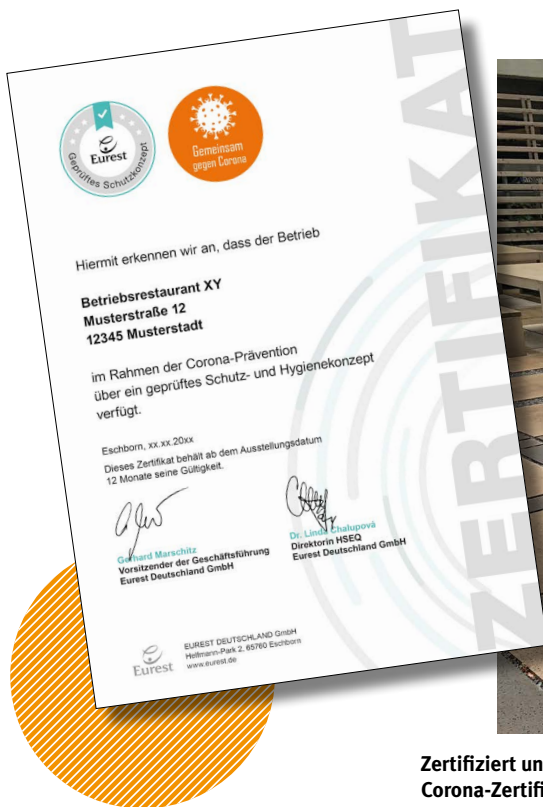 ZERTIFIKAT
Eurest
Geprüftes Schutzkonzept
Gemeinsam
gegen Corona
Hiermit erkennen wir an, dass der Betrieb
Betriebsrestaurant XY
Musterstraße 12
12345 Musterstadt
im Rahmen der Corona-Prävention
über ein geprüftes Schutz- und Hygienekonzept
verfügt.
Eschborn, xx.xx.20xx
Dieses Zertifikat behält ab dem Ausstellungsdatum
12 Monate seine Gültigkeit.
Gerhard Marschitz
Vorsitzender der Geschäftsführung
Eurest Deutschland GmbH
Dr. Linda Chalupová
Direktorin HSEQ
Eurest Deutschland GmbH
Eurest
EUREST DEUTSCHLAND GmbH
Helfmann-Park 2, 65760 Eschborn
www.eurest.de
Zertifiziert un
Corona-Zertifi